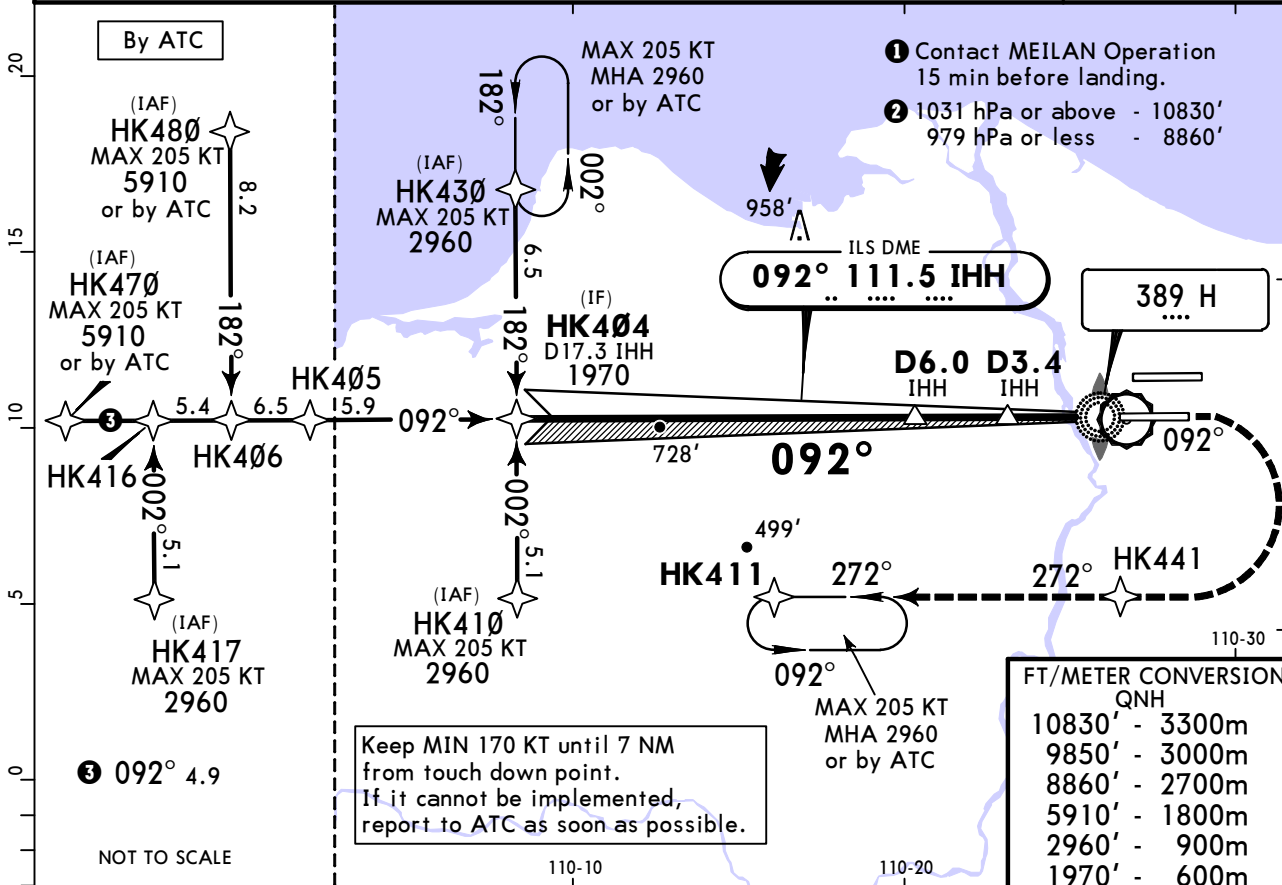 By ATC
(IAF)
HK48Ø
MAX 205 KT
5910
or by ATC
8.2
182°
(IAF)
HK47Ø
MAX 205 KT
5910
or by ATC
❸
5.4
6.5
5.9
HK4Ø5
HK416
HK4Ø6
092°
002°
5.1
(IAF)
HK417
MAX 205 KT
2960
❸ 092° 4.9
NOT TO SCALE
20
15
10
5
0
MAX 205 KT
MHA 2960
or by ATC
182°
002°
(IAF)
HK43Ø
MAX 205 KT
2960
6.5
182°
(IF)
HK4Ø4
D17.3 IHH
1970
002°
5.1
(IAF)
HK41Ø
MAX 205 KT
2960
❶ Contact MEILAN Operation
15 min before landing.
❷ 1031 hPa or above - 10830'
979 hPa or less - 8860'
958'
ILS DME
092° 111.5 IHH
389 H
D6.0
IHH
D3.4
IHH
728'
092°
092°
499'
HK411
272°
272°
HK441
092°
MAX 205 KT
MHA 2960
or by ATC
110-30
Keep MIN 170 KT until 7 NM
from touch down point.
If it cannot be implemented,
report to ATC as soon as possible.
110-10
110-20
FT/METER CONVERSION
QNH
10830' - 3300m
9850' - 3000m
8860' - 2700m
5910' - 1800m
2960' - 900m
1970' - 600m